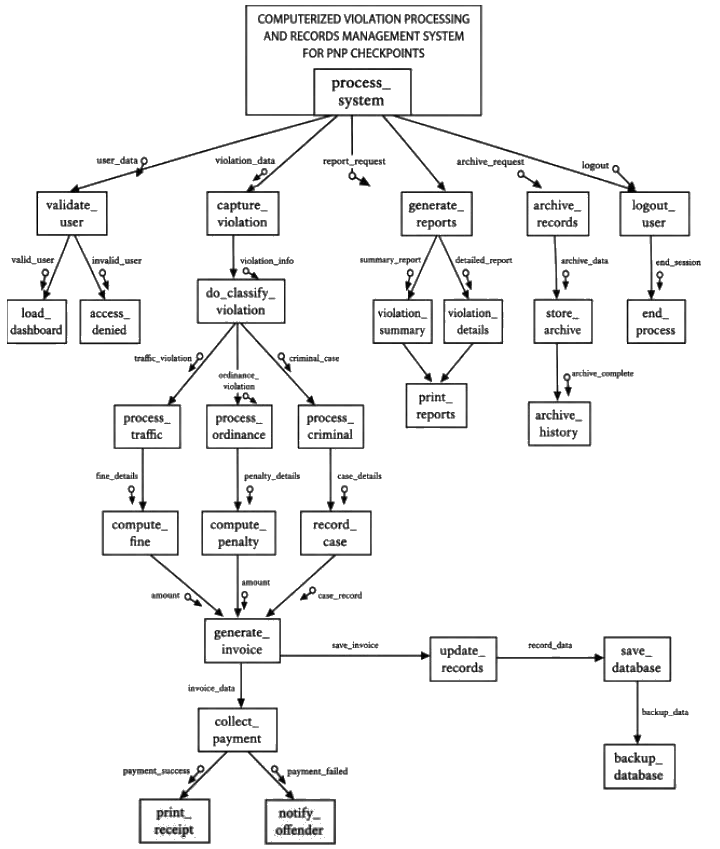 COMPUTERIZED VIOLATION PROCESSING
AND RECORDS MANAGEMENT SYSTEM
FOR PNP CHECKPOINTS
process_
system
user_data
violation_data
report_request
archive_request
logout
validate_
user
capture_
violation
generate_
reports
archive_
records
logout_
user
valid_user
invalid_user
violation_info
summary_report
detailed_report
archive_data
end_session
load_
dashboard
access_
denied
do_classify_
violation
violation_
summary
violation_
details
store_
archive
end_
process
traffic_violation
ordinance_
violation
criminal_case
archive_complete
print_
reports
archive_
history
process_
traffic
process_
ordinance
process_
criminal
fine_details
penalty_details
case_details
compute_
fine
compute_
penalty
record_
case
amount
amount
case_record
generate_
invoice
save_invoice
update_
records
record_data
save_
database
invoice_data
backup_data
collect_
payment
backup_
database
payment_success
payment_failed
print_
receipt
notify_
offender